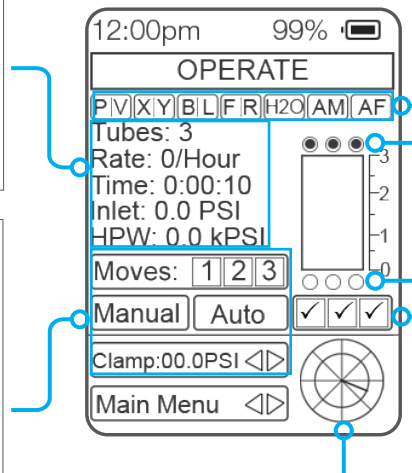 12:00pm 99%
OPERATE
P V X Y B L F R H2O AM AF
Tubes: 3
Rate: 0/Hour
Time: 0:00:10
Inlet: 0.0 PSI
HPW: 0.0 kPSI
3
2
1
0
Moves: 1 2 3
Manual Auto
Clamp:00.0PSI
Main Menu